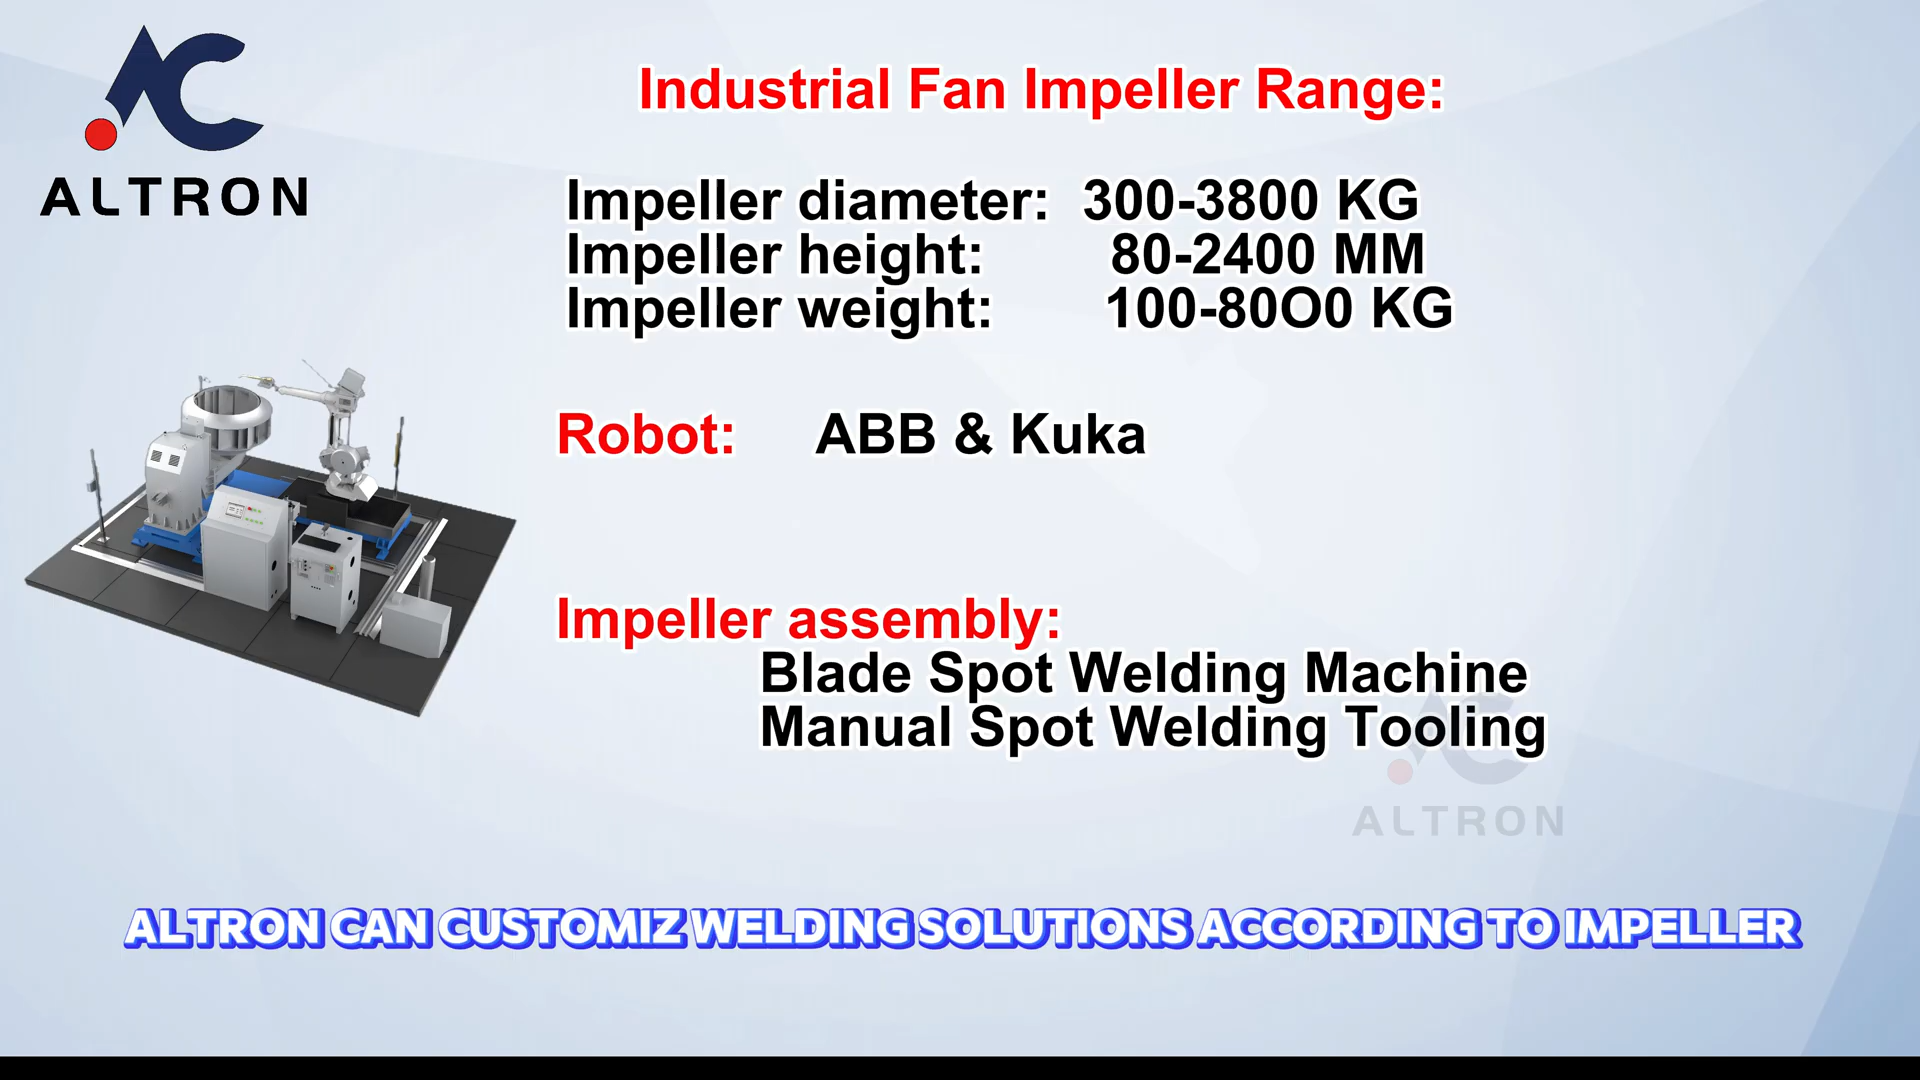 AC
ALTRON
Industrial Fan Impeller Range:
Impeller diameter: 300-3800 KG
Impeller height: 80-2400 MM
Impeller weight: 100-80O0 KG
Robot: ABB & Kuka
Impeller assembly:
Blade Spot Welding Machine
Manual Spot Welding Tooling
ALTRON
ALTRON CAN CUSTOMIZ WELDING SOLUTIONS ACCORDING TO IMPELLER